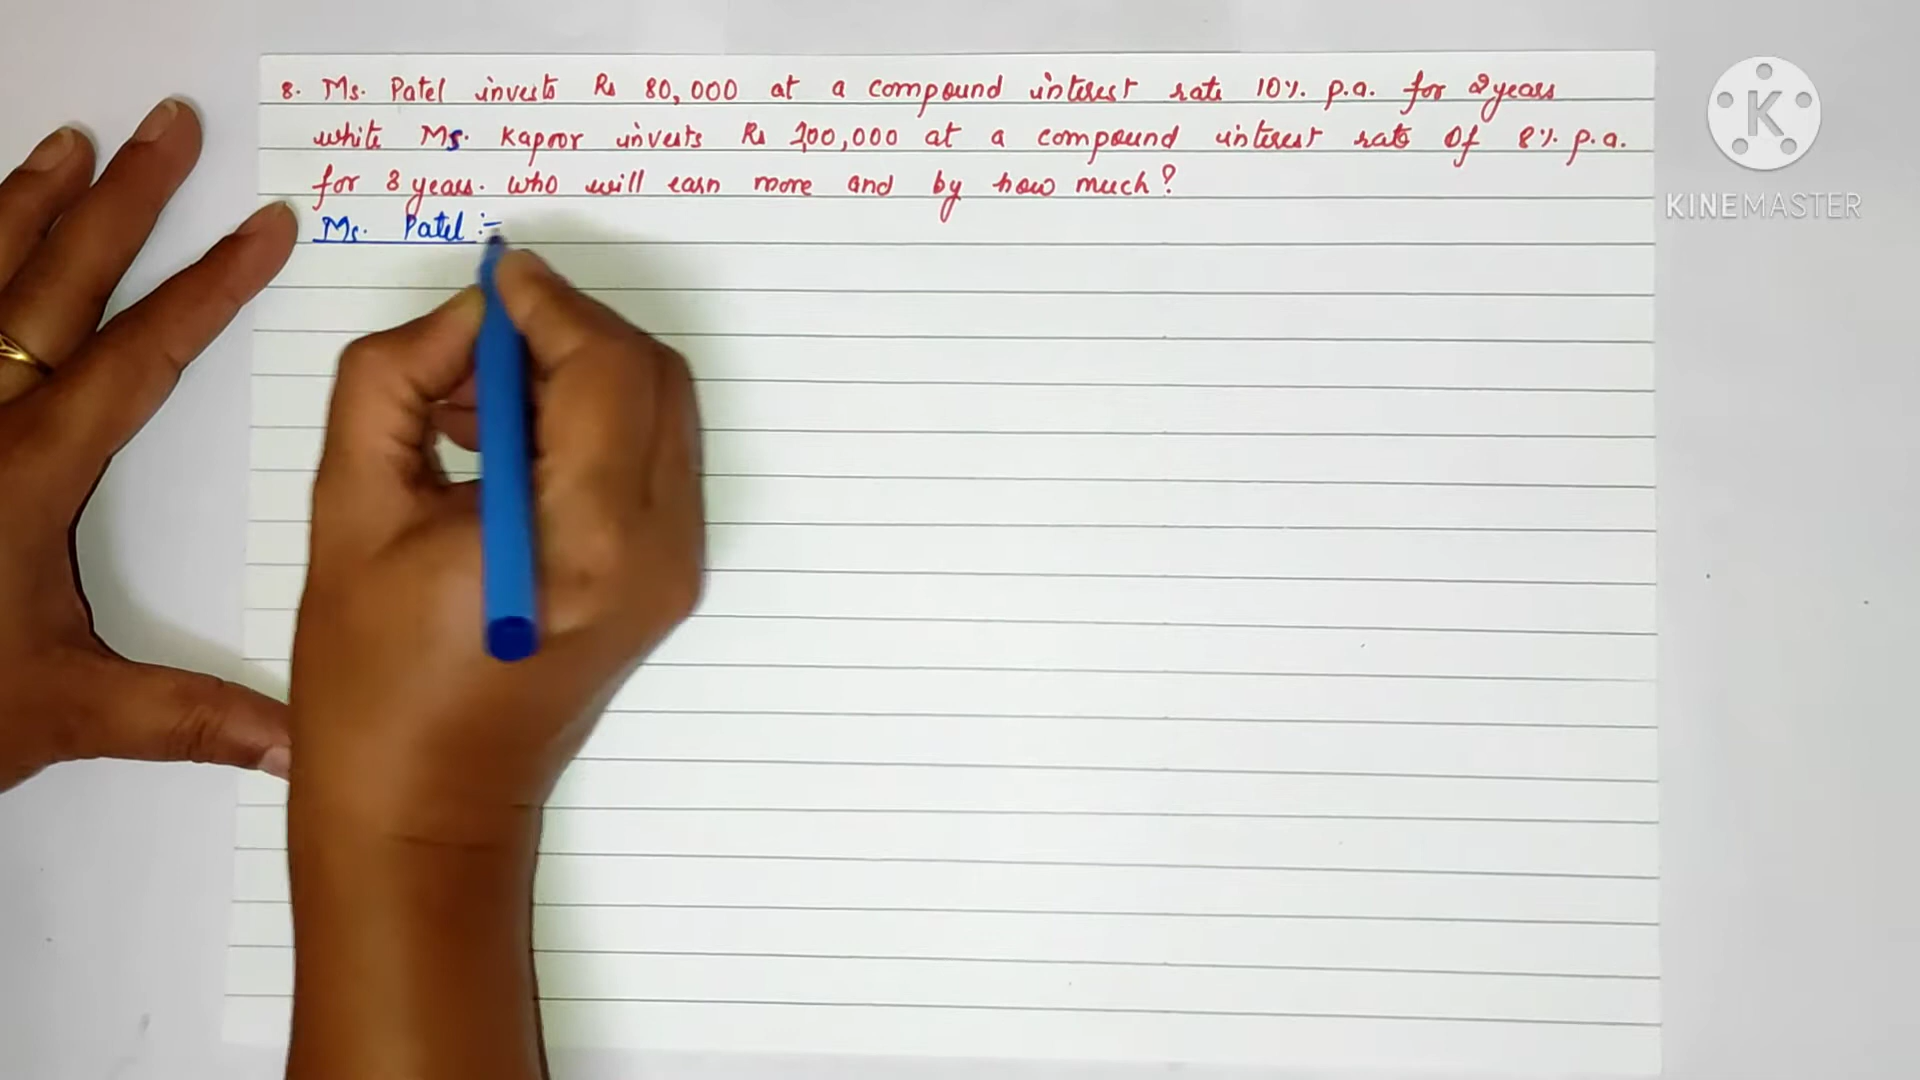 8. Ms. Patel invests Rs 80,000 at a compound interest rate 10%. p.a. for 2 years
while Ms. Kapoor invests Rs 100,000 at a compound interest rate of 8% p.a.
for 3 years. Who will earn more and by how much?
Ms. Patel :-
K
KINEMASTER